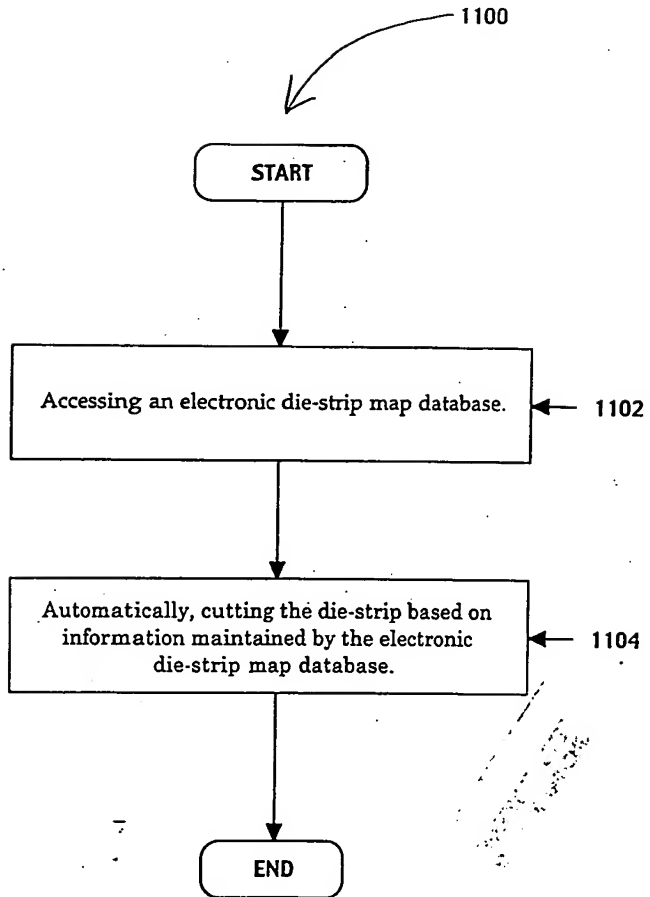 1100
START
Accessing an electronic die-strip map database.
1102
Automatically, cutting the die-strip based on
information maintained by the electronic
die-strip map database.
1104
END